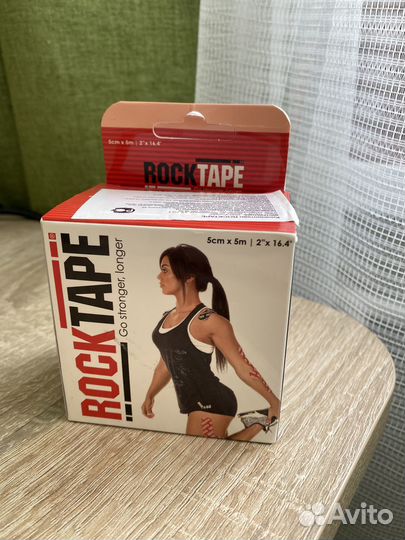 5cm x 5m | 2" x 16.4'
ROCKTAPE
5cm x 5m | 2" x 16.4'
ROCKTAPE®
Go stronger, longer
Avito